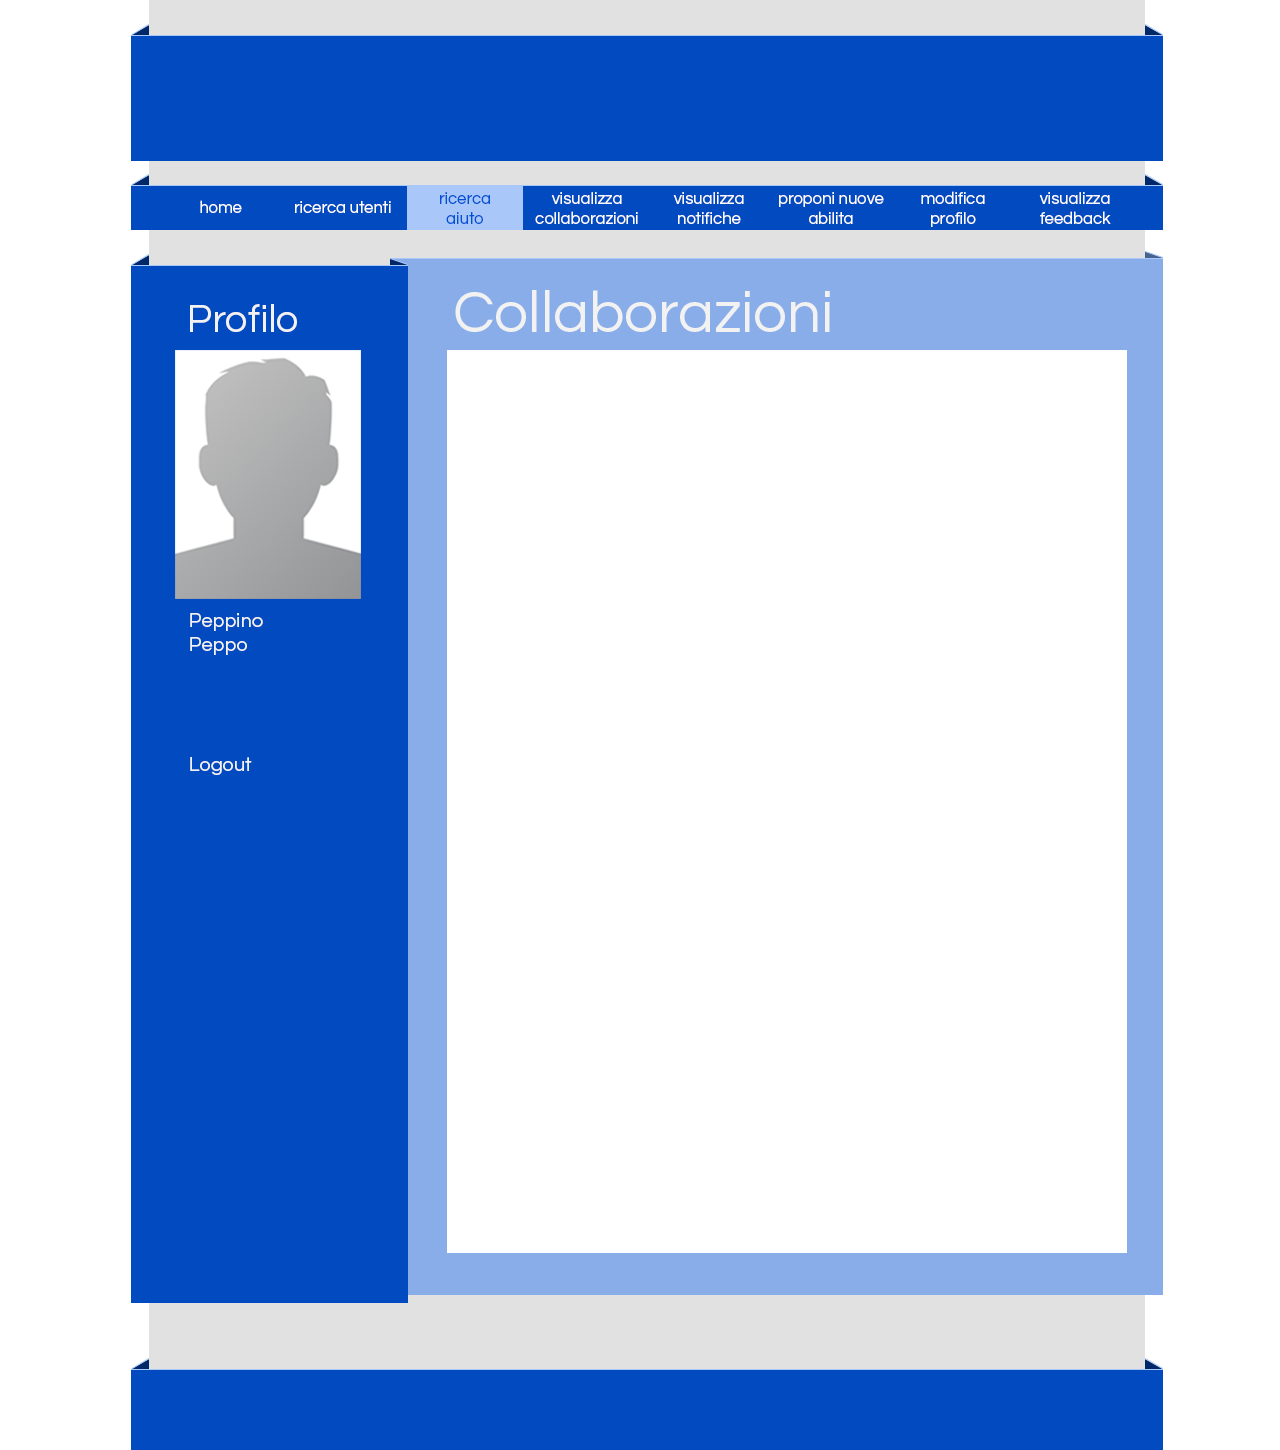 home
ricerca utenti
ricerca
aiuto
visualizza
collaborazioni
visualizza
notifiche
proponi nuove
abilita
modifica
profilo
visualizza
feedback
Profilo
Collaborazioni
Peppino
Peppo
Logout